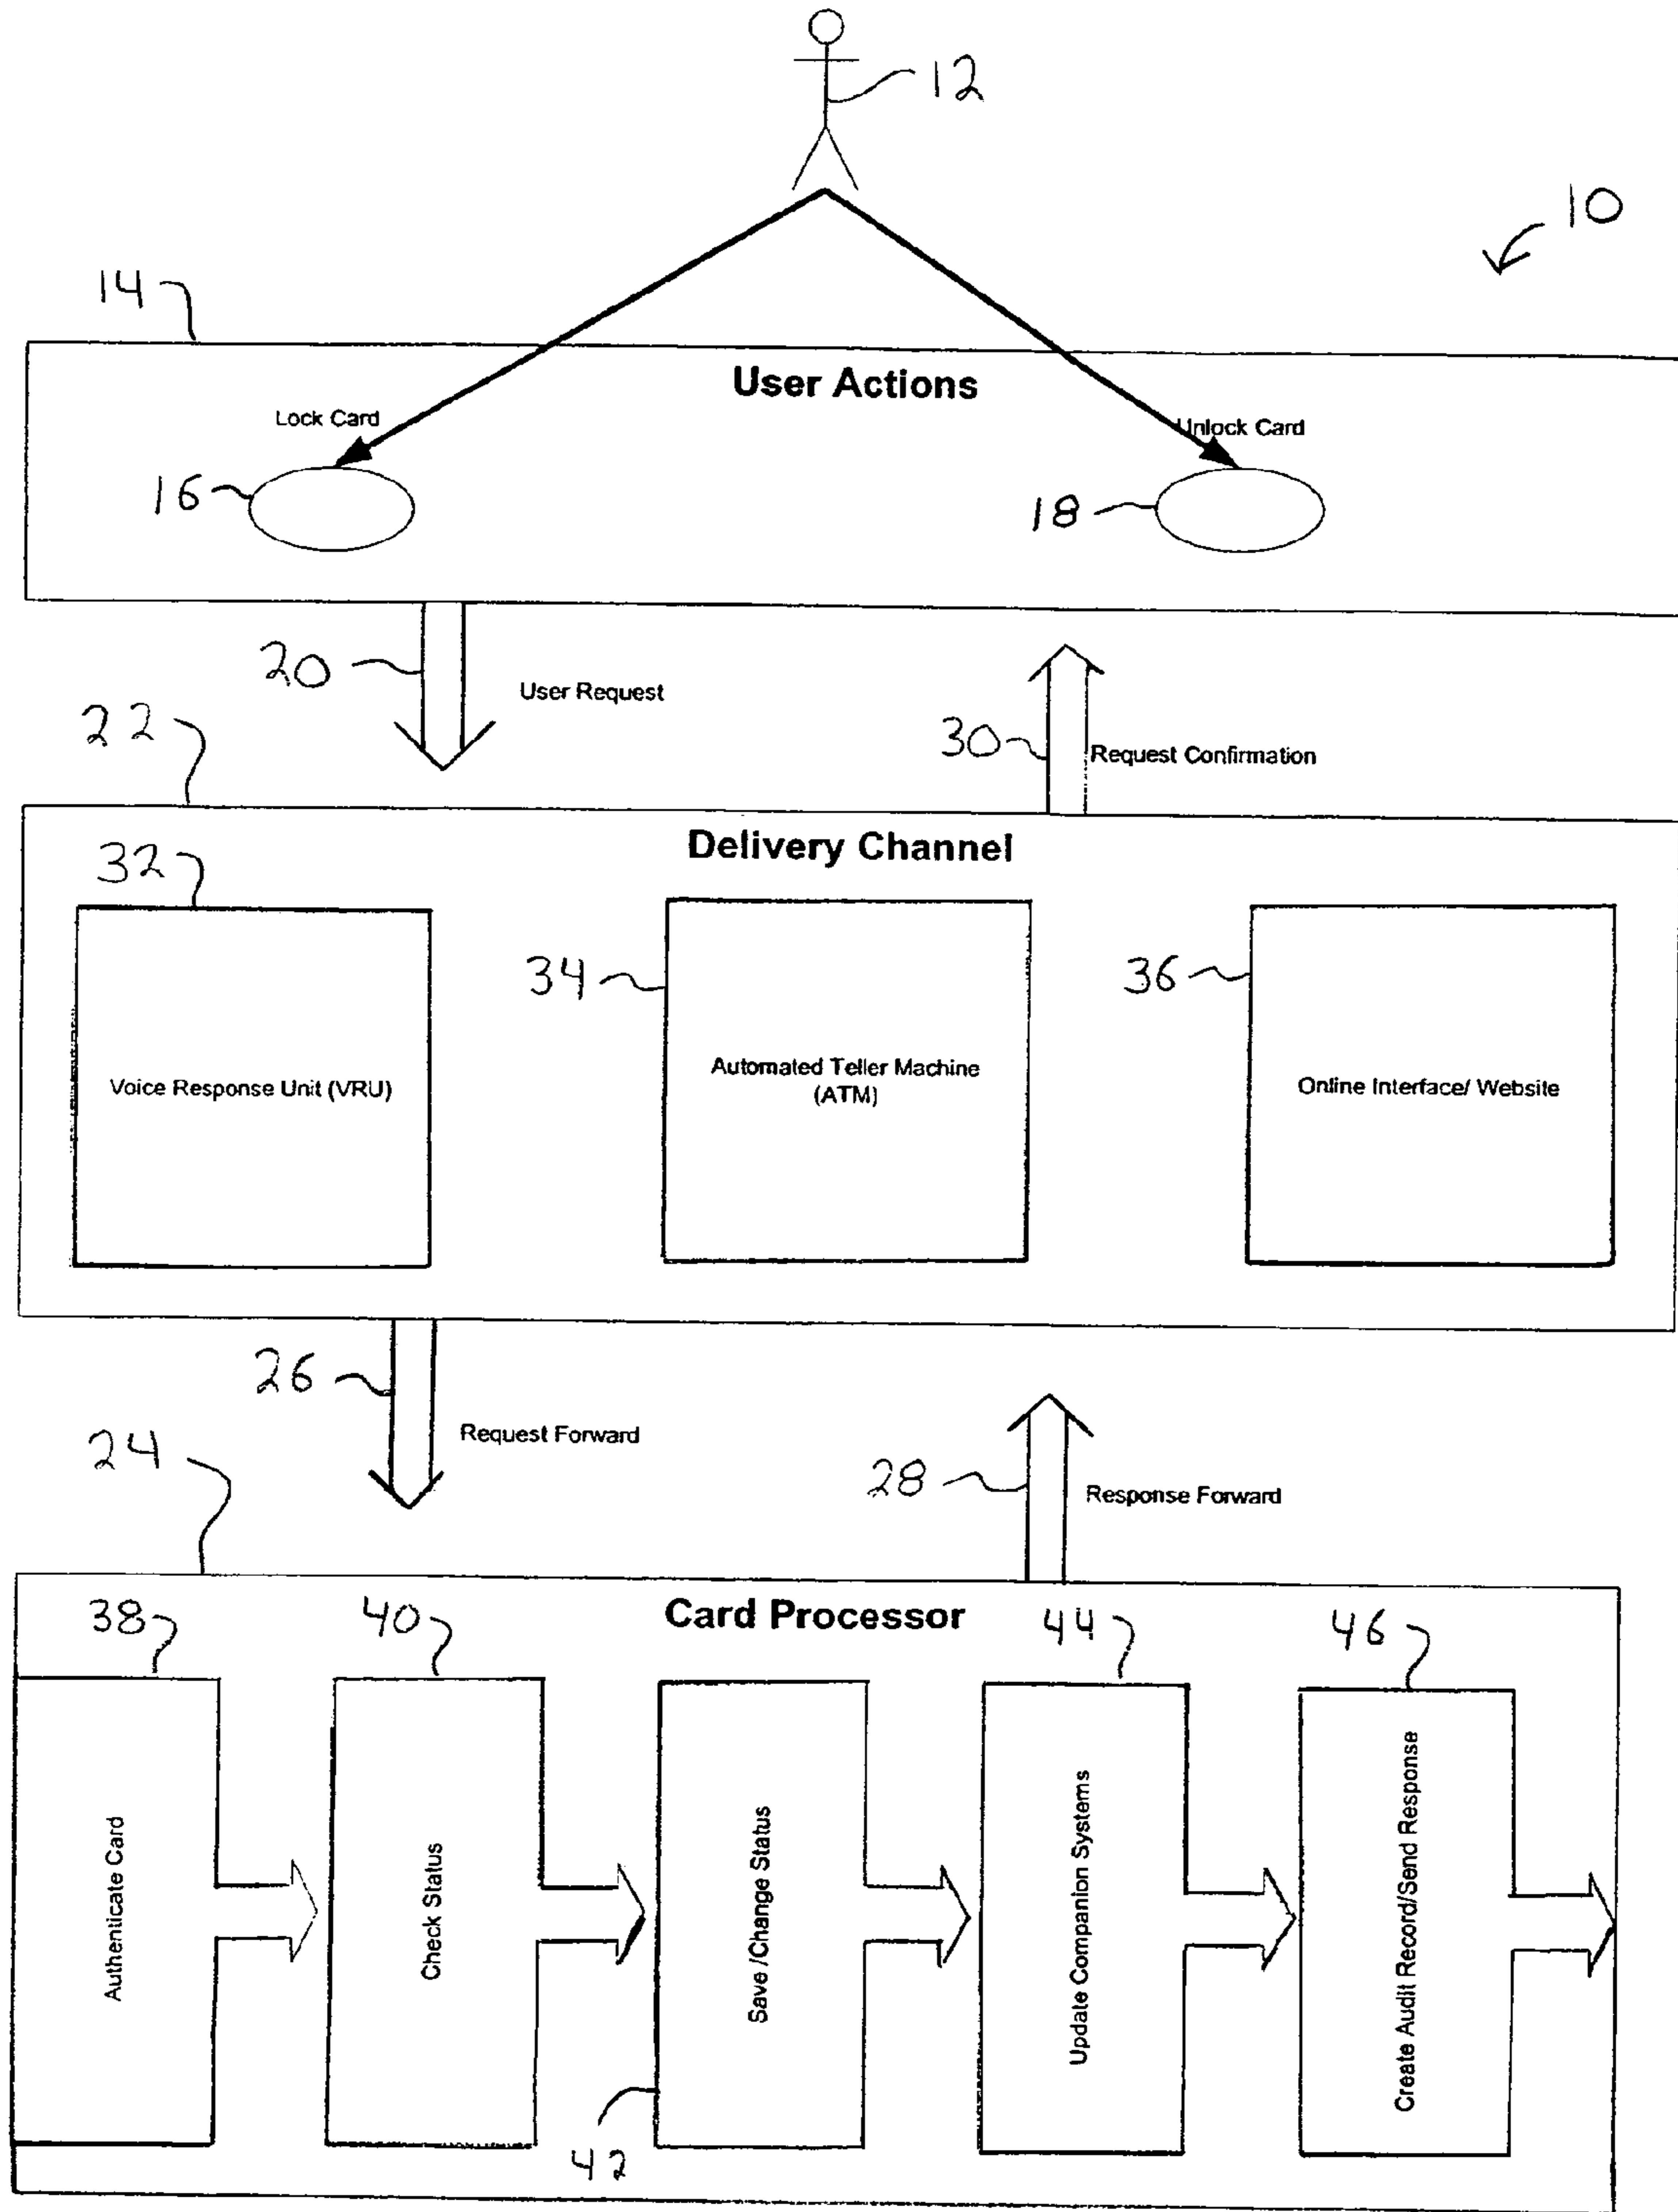 12
10
14
User Actions
Lock Card
Unlock Card
16
18
20
User Request
22
30
Request Confirmation
Delivery Channel
32
34
36
Voice Response Unit (VRU)
Automated Teller Machine
(ATM)
Online Interface/ Website
26
Request Forward
24
28
Response Forward
Card Processor
38
40
44
46
Authenticate Card
Check Status
Save /Change Status
Update Companion Systems
Create Audit Record/Send Response
42